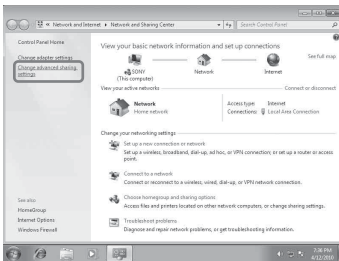 « Network and Internet ▸ Network and Sharing Center
Search Control Panel
Control Panel Home
Change adapter settings
Change advanced sharing
settings
View your basic network information and set up connections
See full map
SONY
(This computer)
Network
Internet
View your active networks
Connect or disconnect
Network
Home network
Access type: Internet
Connections: Local Area Connection
Change your networking settings
Set up a new connection or network
Set up a wireless, broadband, dial-up, ad hoc, or VPN connection; or set up a router or access
point.
Connect to a network
Connect or reconnect to a wireless, wired, dial-up, or VPN network connection.
Choose homegroup and sharing options
Access files and printers located on other network computers, or change sharing settings.
Troubleshoot problems
Diagnose and repair network problems, or get troubleshooting information.
See also
HomeGroup
Internet Options
Windows Firewall
7:26 PM
4/12/2010